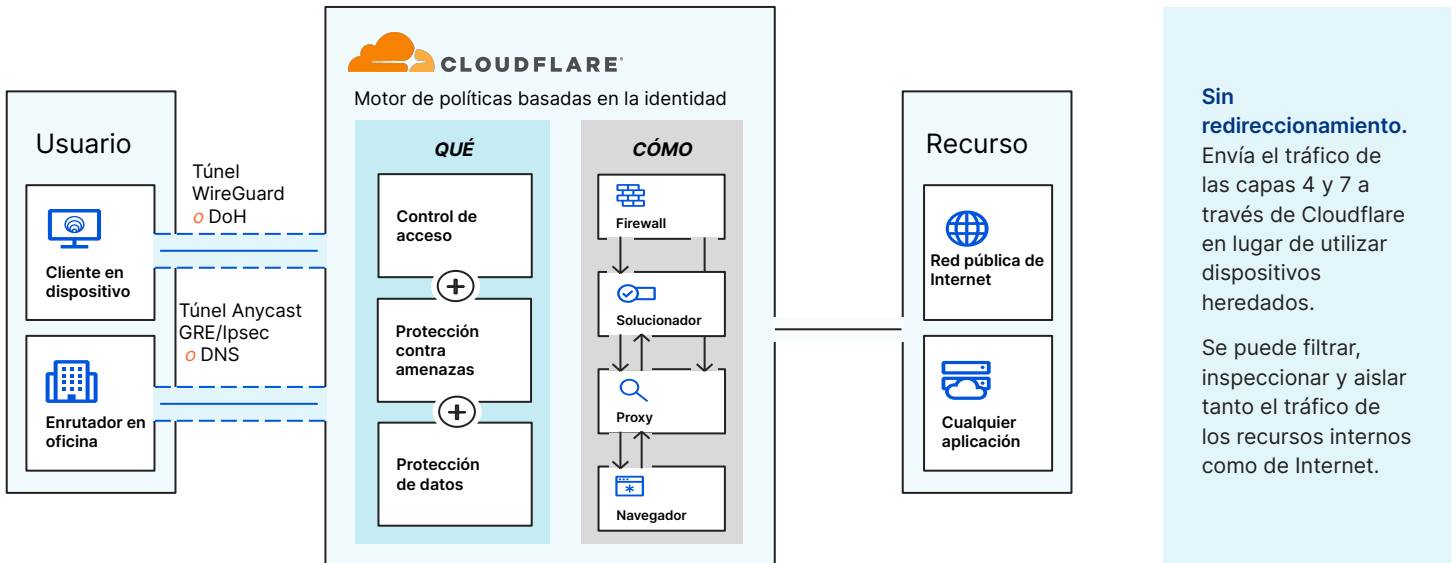 CLOUDFLARE
Motor de políticas basadas en la identidad
Usuario
Cliente en
dispositivo
Enrutador en
oficina
Túnel
WireGuard
o DoH
Túnel Anycast
GRE/Ipsec
o DNS
QUÉ
Control de
acceso
+
Protección
contra
amenazas
+
Protección
de datos
CÓMO
Firewall
Solucionador
Proxy
Navegador
Recurso
Red pública de
Internet
Cualquier
aplicación
Sin
redireccionamiento.
Envía el tráfico de
las capas 4 y 7 a
través de Cloudflare
en lugar de utilizar
dispositivos
heredados.
Se puede filtrar,
inspeccionar y aislar
tanto el tráfico de
los recursos internos
como de Internet.